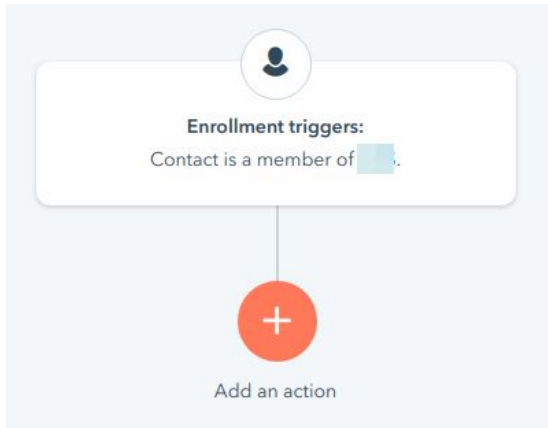 Enrollment triggers:
Contact is a member of
Add an action